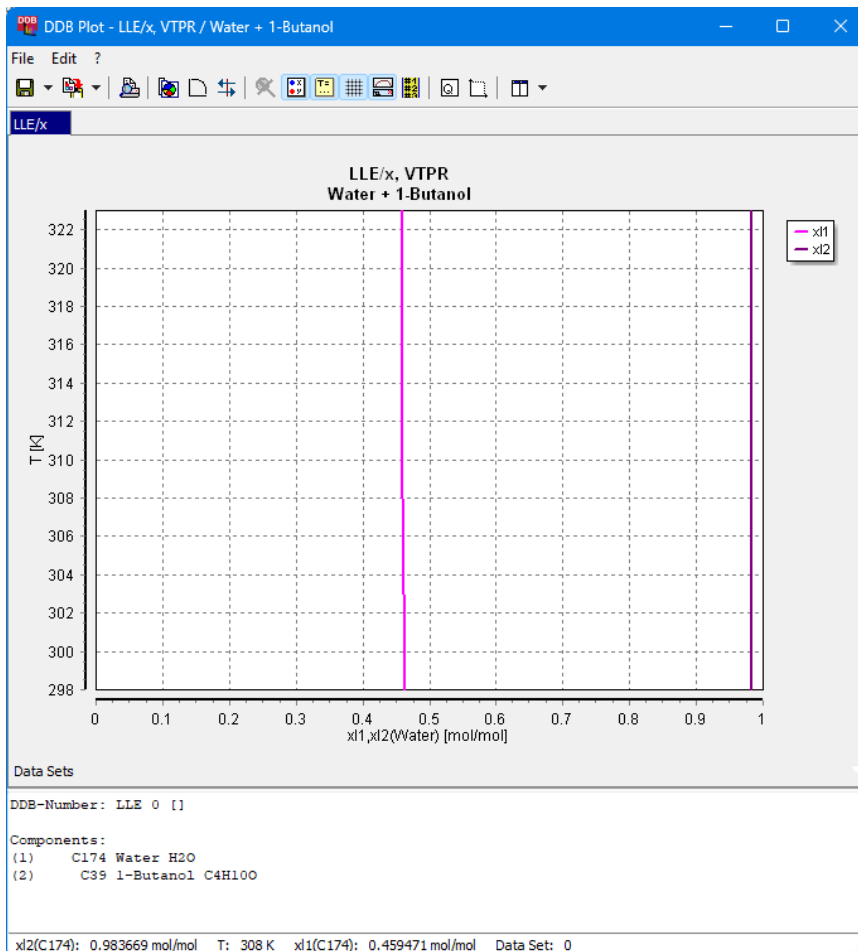 DDB Plot - LLE/x, VTPR / Water + 1-Butanol
File Edit ?
LLE/x
LLE/x, VTPR
Water + 1-Butanol
xl1
xl2
322
320
318
316
314
312
310
308
306
304
302
300
298
T [K]
0 0.1 0.2 0.3 0.4 0.5 0.6 0.7 0.8 0.9 1
xl1,xl2(Water) [mol/mol]
Data Sets
DDB-Number: LLE 0 []
Components:
(1) C174 Water H2O
(2) C39 1-Butanol C4H10O
xl2(C174): 0.983669 mol/mol T: 308 K xl1(C174): 0.459471 mol/mol Data Set: 0